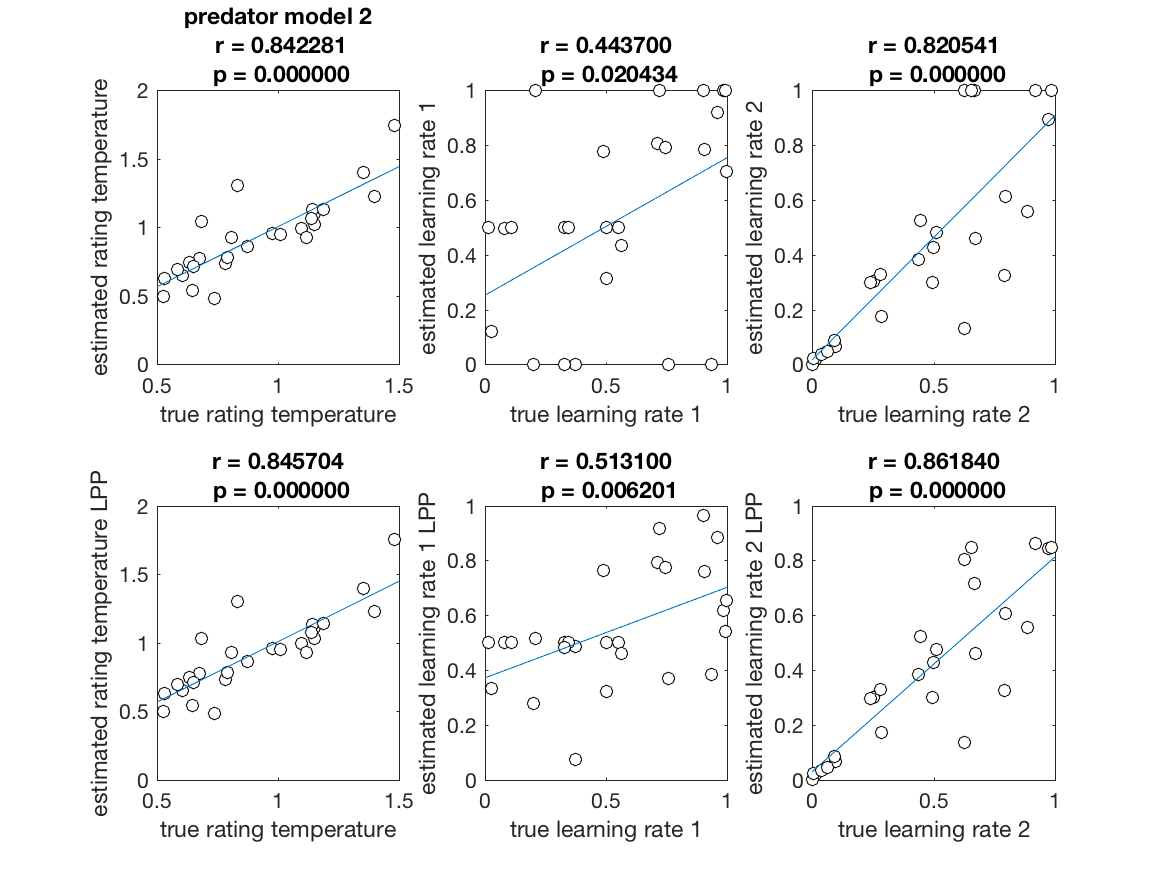 predator model 2
r = 0.842281
p = 0.000000
estimated rating temperature
2
1.5
1
0.5
0
0.5
1
1.5
true rating temperature
r = 0.443700
p = 0.020434
estimated learning rate 1
1
0.8
0.6
0.4
0.2
0
0
0.5
1
true learning rate 1
r = 0.820541
p = 0.000000
estimated learning rate 2
1
0.8
0.6
0.4
0.2
0
0
0.5
1
true learning rate 2
r = 0.845704
p = 0.000000
estimated rating temperature LPP
2
1.5
1
0.5
0
0.5
1
1.5
true rating temperature
r = 0.513100
p = 0.006201
estimated learning rate 1 LPP
1
0.8
0.6
0.4
0.2
0
0
0.5
1
true learning rate 1
r = 0.861840
p = 0.000000
estimated learning rate 2 LPP
1
0.8
0.6
0.4
0.2
0
0
0.5
1
true learning rate 2